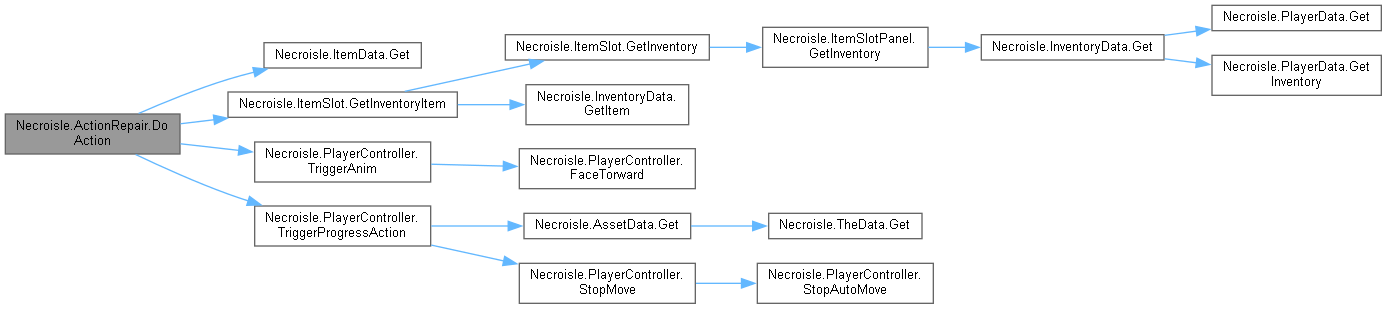 Necroisle.ActionRepair.Do
Action
Necroisle.ItemData.Get
Necroisle.ItemSlot.GetInventoryItem
Necroisle.PlayerController.
TriggerAnim
Necroisle.PlayerController.
TriggerProgressAction
Necroisle.ItemSlot.GetInventory
Necroisle.InventoryData.
GetItem
Necroisle.PlayerController.
FaceTorward
Necroisle.AssetData.Get
Necroisle.PlayerController.
StopMove
Necroisle.ItemSlotPanel.
GetInventory
Necroisle.TheData.Get
Necroisle.PlayerController.
StopAutoMove
Necroisle.InventoryData.Get
Necroisle.PlayerData.Get
Necroisle.PlayerData.Get
Inventory